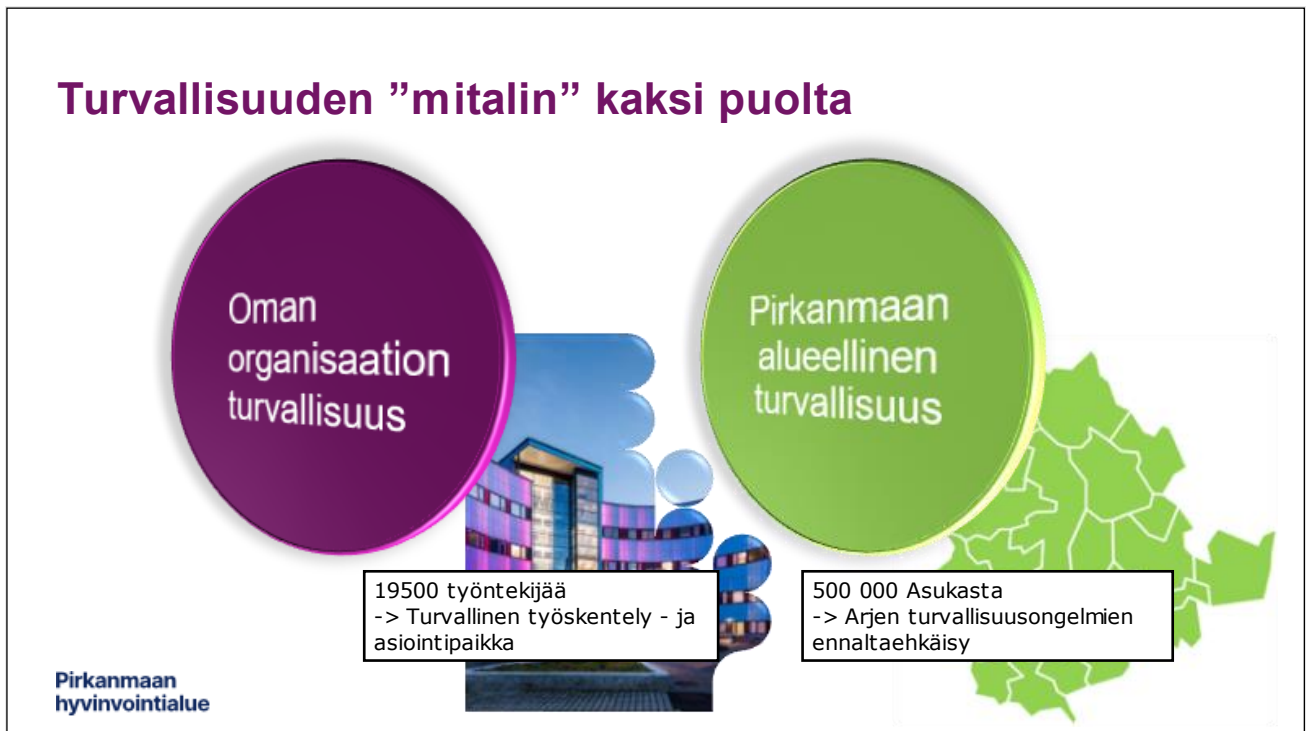 Turvallisuuden ”mitalin” kaksi puolta
Oman
organisaation
turvallisuus
19500 työntekijää
-> Turvallinen työskentely - ja
asiointipaikka
Pirkanmaan
alueellinen
turvallisuus
500 000 Asukasta
-> Arjen turvallisuusongelmien
ennaltaehkäisy
Pirkanmaan
hyvinvointialue